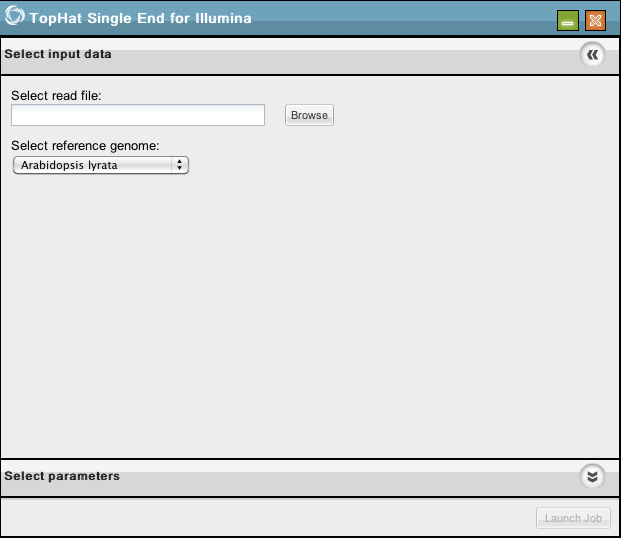 TopHat Single End for Illumina
Select input data
Select read file:
Browse
Select reference genome:
Arabidopsis lyrata
Select parameters
Launch Job